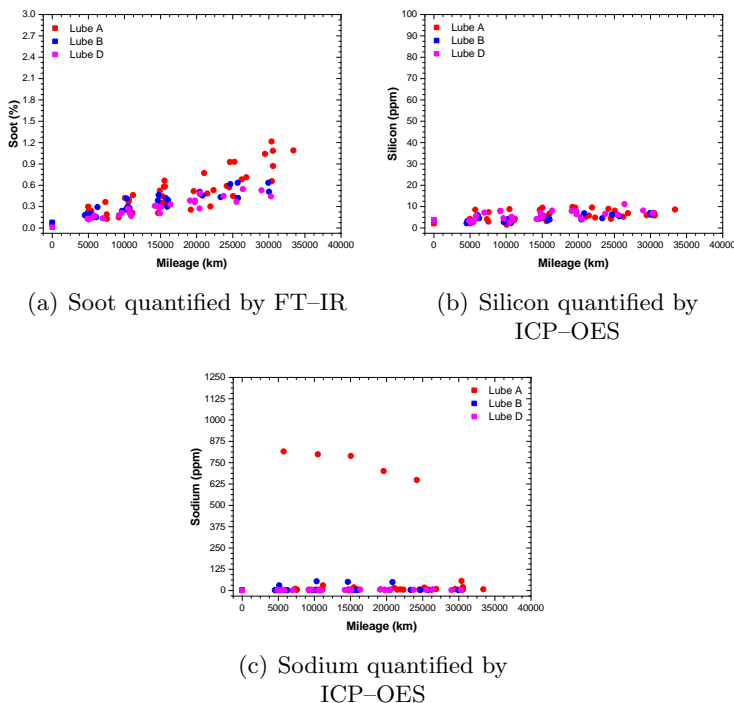 3.0
2.7
2.4
2.1
1.8
1.5
1.2
0.9
0.6
0.3
0.0
Soot (%)
Lube A
Lube B
Lube D
0 5000 10000 15000 20000 25000 30000 35000 40000
Mileage (km)
(a) Soot quantified by FT–IR
100
90
80
70
60
50
40
30
20
10
0
Silicon (ppm)
Lube A
Lube B
Lube D
0 5000 10000 15000 20000 25000 30000 35000 40000
Mileage (km)
(b) Silicon quantified by
ICP–OES
1250
1125
1000
875
750
625
500
375
250
125
0
Sodium (ppm)
Lube A
Lube B
Lube D
0 5000 10000 15000 20000 25000 30000 35000 40000
Mileage (km)
(c) Sodium quantified by
ICP–OES